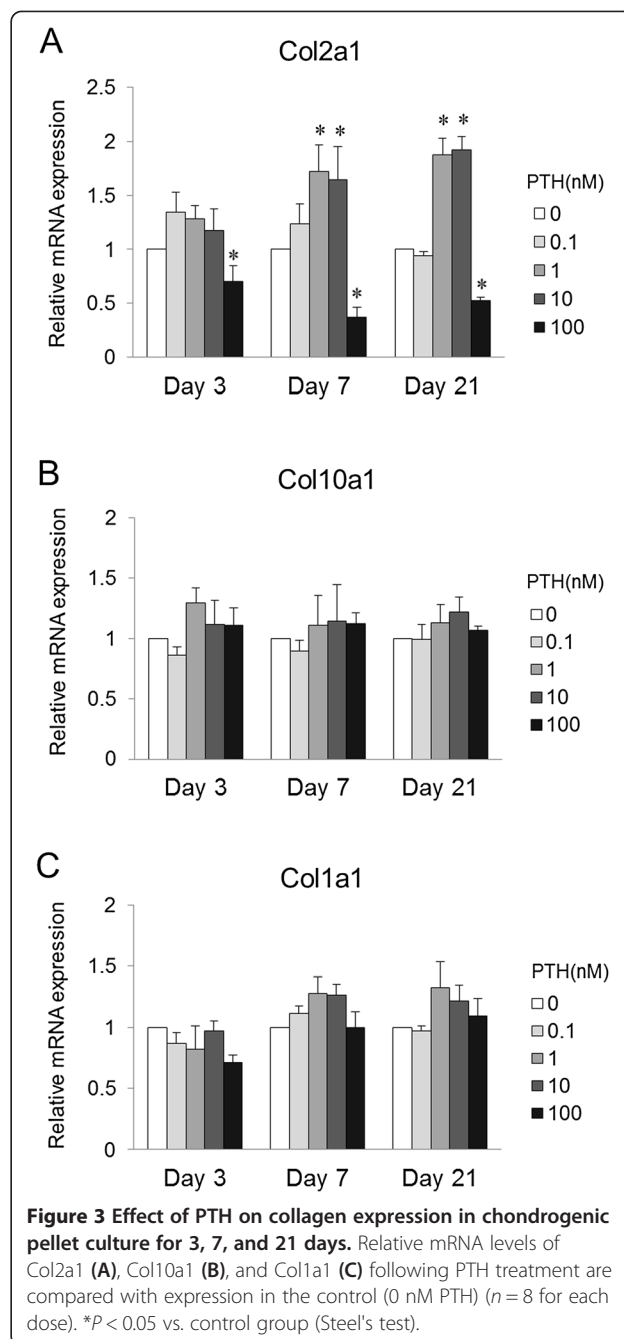 A
Col2a1
Relative mRNA expression
2.5
2
1.5
1
0.5
0
* *
* *
*
*
*
Day 3 Day 7 Day 21
PTH(nM)
0
0.1
1
10
100
B
Col10a1
Relative mRNA expression
2
1.5
1
0.5
0
Day 3 Day 7 Day 21
PTH(nM)
0
0.1
1
10
100
C
Col1a1
Relative mRNA expression
2
1.5
1
0.5
0
Day 3 Day 7 Day 21
PTH(nM)
0
0.1
1
10
100
Figure 3 Effect of PTH on collagen expression in chondrogenic
pellet culture for 3, 7, and 21 days. Relative mRNA levels of
Col2a1 (A), Col10a1 (B), and Col1a1 (C) following PTH treatment are
compared with expression in the control (0 nM PTH) (n = 8 for each
dose). *P < 0.05 vs. control group (Steel's test).